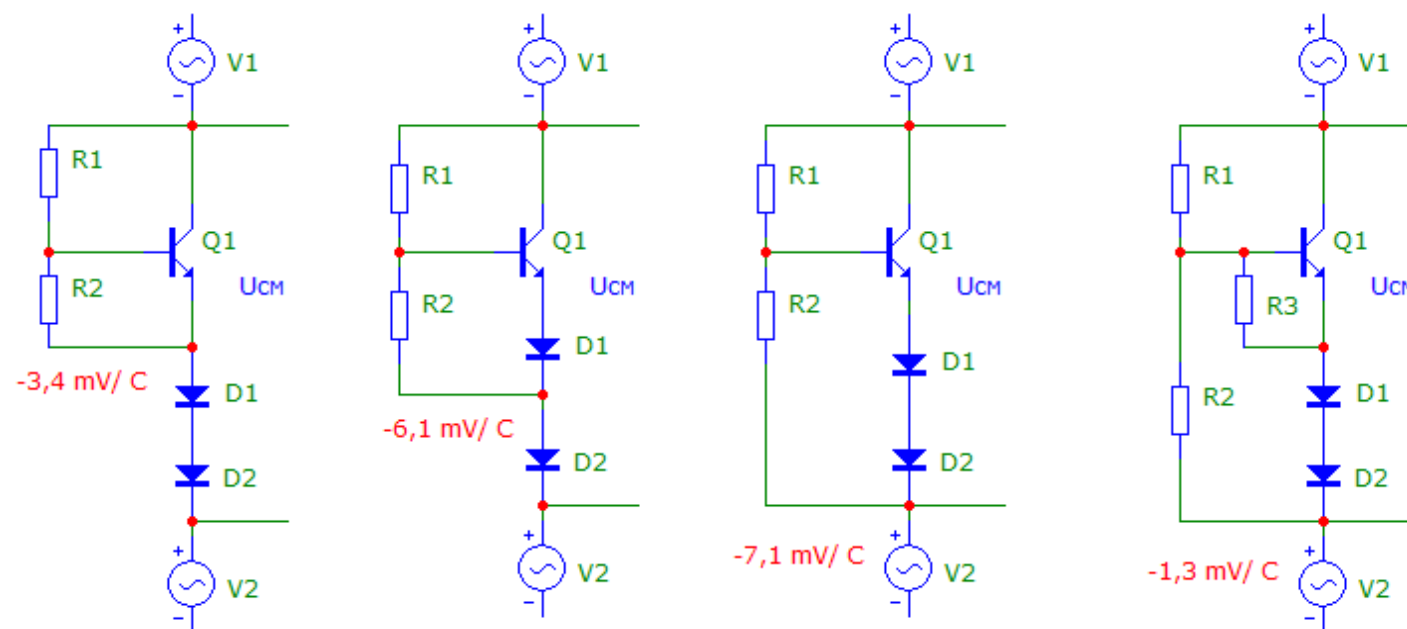 +
V1
−
R1
Q1
R2
UCM
-3,4 mV/ C
D1
D2
+
V2
−
+
V1
−
R1
Q1
R2
UCM
D1
-6,1 mV/ C
D2
+
V2
−
+
V1
−
R1
Q1
R2
UCM
D1
D2
-7,1 mV/ C
+
V2
−
+
V1
−
R1
Q1
R3
UCM
R2
D1
D2
-1,3 mV/ C
+
V2
−